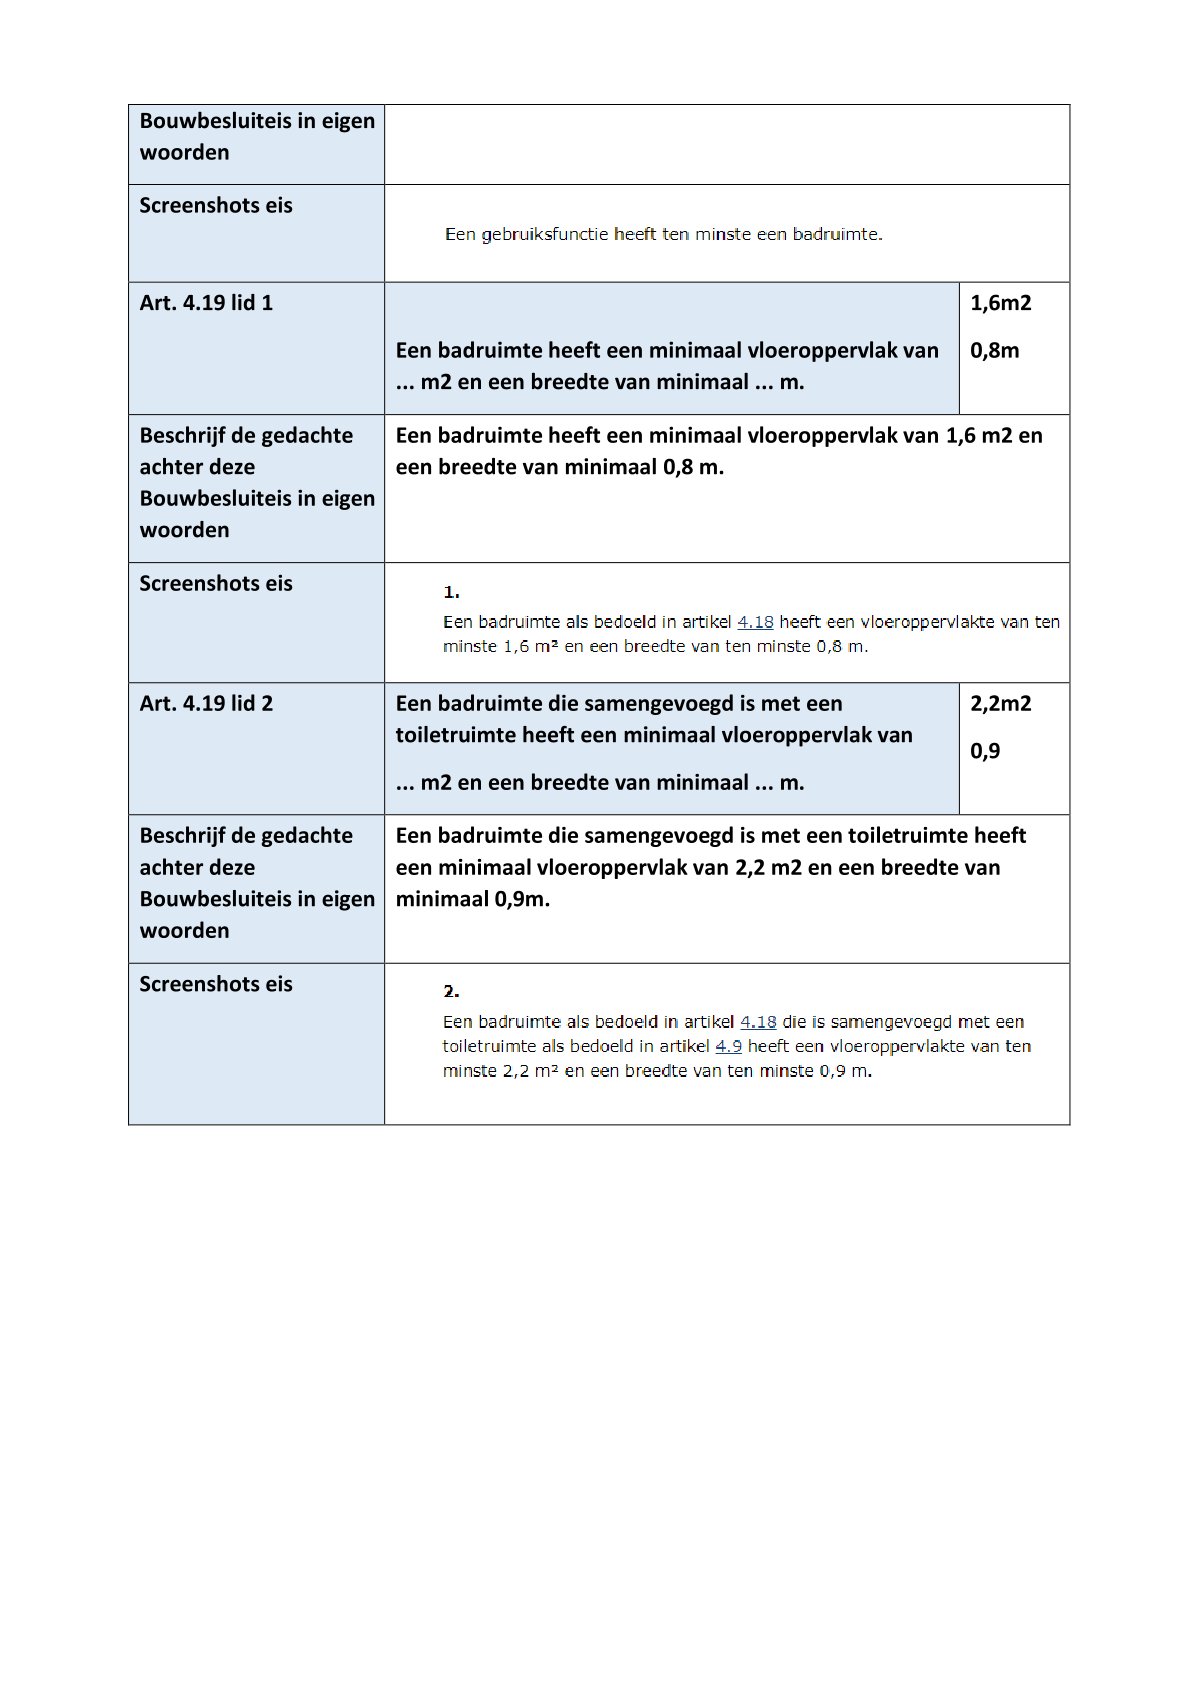 Bouwbesluiteis in eigen
woorden
Screenshots eis
Een gebruiksfunctie heeft ten minste een badruimte.
Art. 4.19 lid 1
Een badruimte heeft een minimaal vloeroppervlak van
... m2 en een breedte van minimaal ... m.
1,6m2
0,8m
Beschrijf de gedachte
achter deze
Bouwbesluiteis in eigen
woorden
Een badruimte heeft een minimaal vloeroppervlak van 1,6 m2 en
een breedte van minimaal 0,8 m.
Screenshots eis
1.
Een badruimte als bedoeld in artikel 4.18 heeft een vloeroppervlakte van ten
minste 1,6 m² en een breedte van ten minste 0,8 m.
Art. 4.19 lid 2
Een badruimte die samengevoegd is met een
toiletruimte heeft een minimaal vloeroppervlak van
... m2 en een breedte van minimaal ... m.
2,2m2
0,9
Beschrijf de gedachte
achter deze
Bouwbesluiteis in eigen
woorden
Een badruimte die samengevoegd is met een toiletruimte heeft
een minimaal vloeroppervlak van 2,2 m2 en een breedte van
minimaal 0,9m.
Screenshots eis
2.
Een badruimte als bedoeld in artikel 4.18 die is samengevoegd met een
toiletruimte als bedoeld in artikel 4.9 heeft een vloeroppervlakte van ten
minste 2,2 m² en een breedte van ten minste 0,9 m.